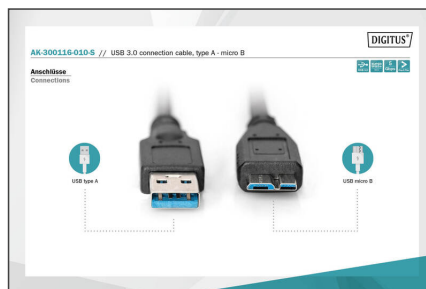 DIGITUS®
AK-300116-010-S // USB 3.0 connection cable, type A - micro B
Anschlüsse
Connections
USB type A
USB micro B